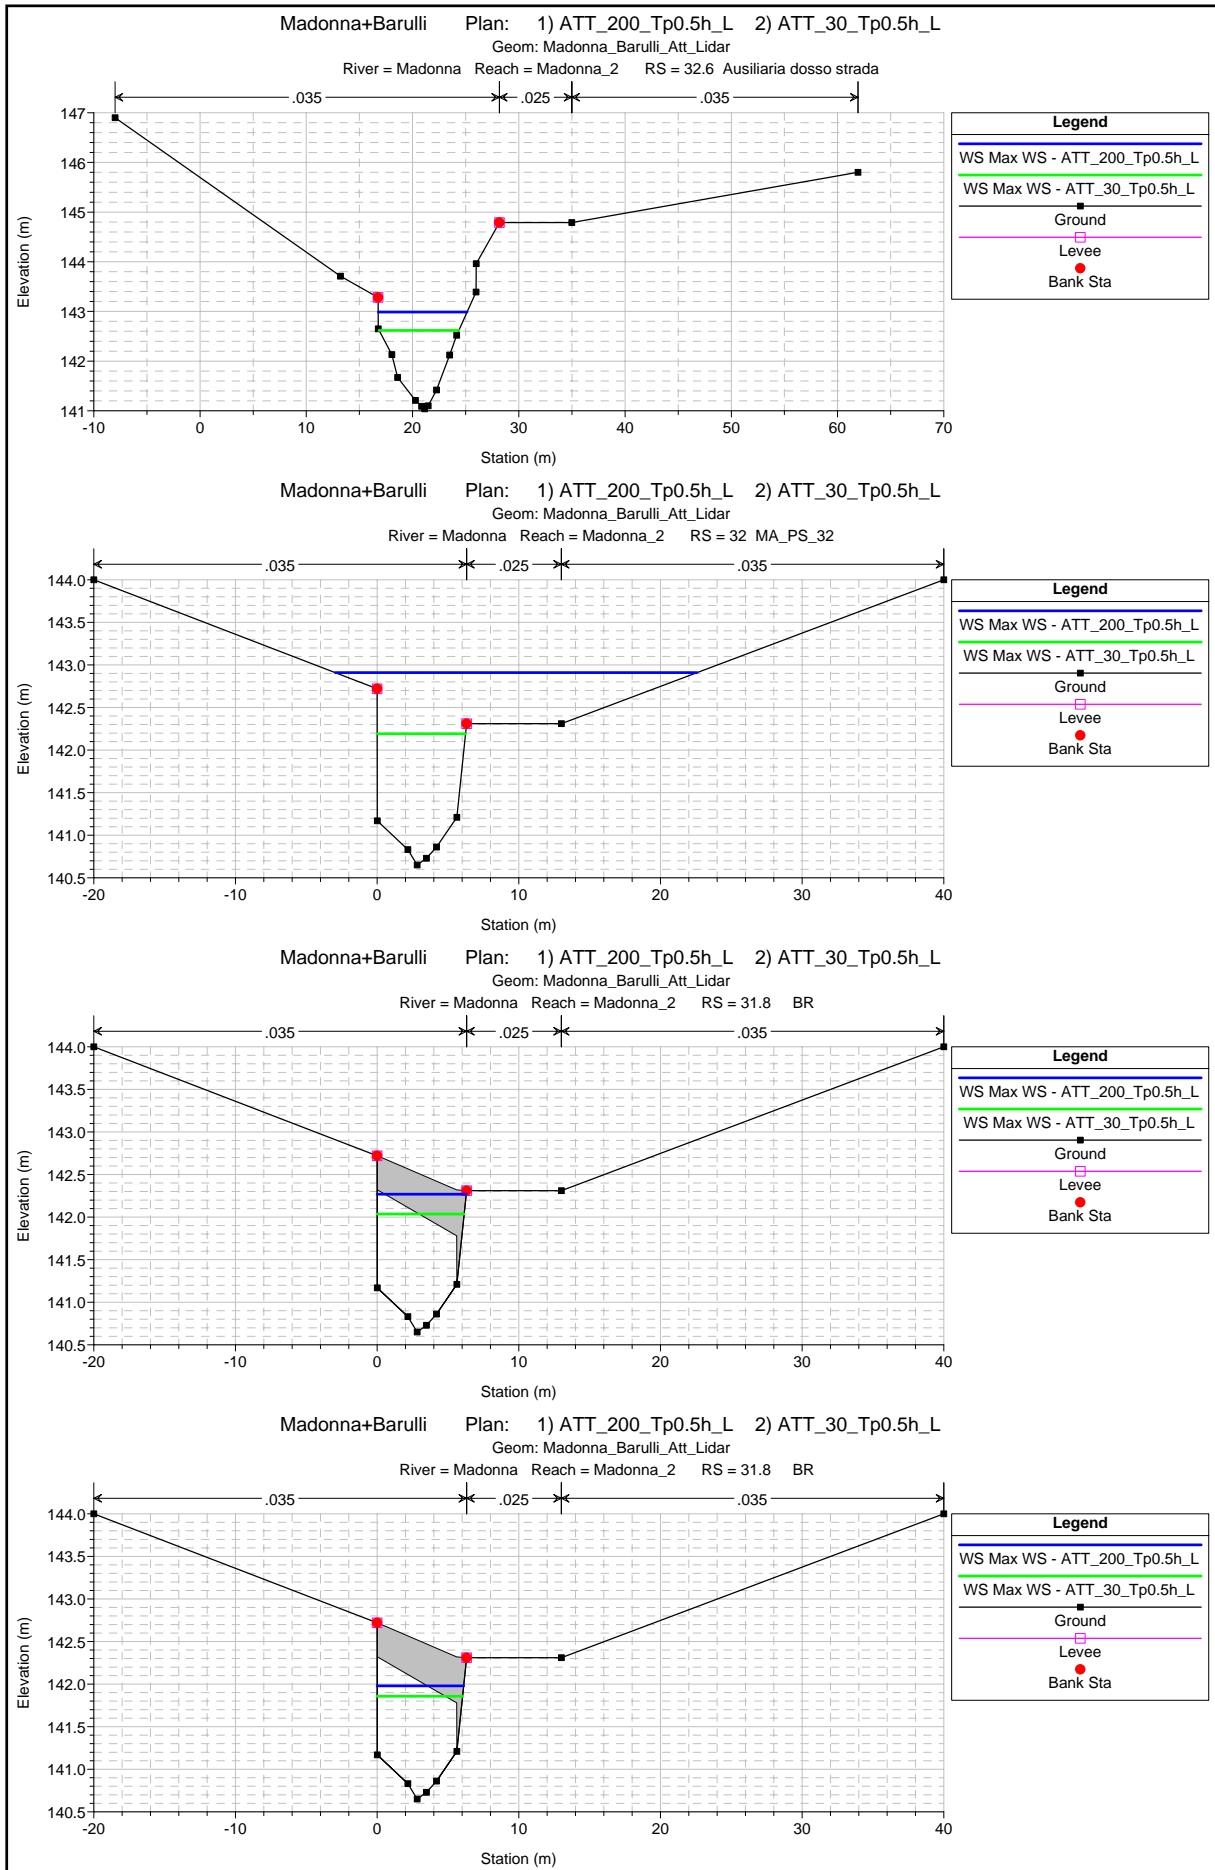 Madonna+Barulli Plan: 1) ATT_200_Tp0.5h_L 2) ATT_30_Tp0.5h_L
Geom: Madonna_Barulli_Att_Lidar
River = Madonna Reach = Madonna_2 RS = 32.6 Ausiliaria dosso strada
.035 .025 .035
147
146
145
144
143
142
141
Elevation (m)
-10 0 10 20 30 40 50 60 70
Station (m)
Legend
WS Max WS - ATT_200_Tp0.5h_L
WS Max WS - ATT_30_Tp0.5h_L
Ground
Levee
Bank Sta
Madonna+Barulli Plan: 1) ATT_200_Tp0.5h_L 2) ATT_30_Tp0.5h_L
Geom: Madonna_Barulli_Att_Lidar
River = Madonna Reach = Madonna_2 RS = 32 MA_PS_32
.035 .025 .035
144.0
143.5
143.0
142.5
142.0
141.5
141.0
140.5
Elevation (m)
-20 -10 0 10 20 30 40
Station (m)
Legend
WS Max WS - ATT_200_Tp0.5h_L
WS Max WS - ATT_30_Tp0.5h_L
Ground
Levee
Bank Sta
Madonna+Barulli Plan: 1) ATT_200_Tp0.5h_L 2) ATT_30_Tp0.5h_L
Geom: Madonna_Barulli_Att_Lidar
River = Madonna Reach = Madonna_2 RS = 31.8 BR
.035 .025 .035
144.0
143.5
143.0
142.5
142.0
141.5
141.0
140.5
Elevation (m)
-20 -10 0 10 20 30 40
Station (m)
Legend
WS Max WS - ATT_200_Tp0.5h_L
WS Max WS - ATT_30_Tp0.5h_L
Ground
Levee
Bank Sta
Madonna+Barulli Plan: 1) ATT_200_Tp0.5h_L 2) ATT_30_Tp0.5h_L
Geom: Madonna_Barulli_Att_Lidar
River = Madonna Reach = Madonna_2 RS = 31.8 BR
.035 .025 .035
144.0
143.5
143.0
142.5
142.0
141.5
141.0
140.5
Elevation (m)
-20 -10 0 10 20 30 40
Station (m)
Legend
WS Max WS - ATT_200_Tp0.5h_L
WS Max WS - ATT_30_Tp0.5h_L
Ground
Levee
Bank Sta